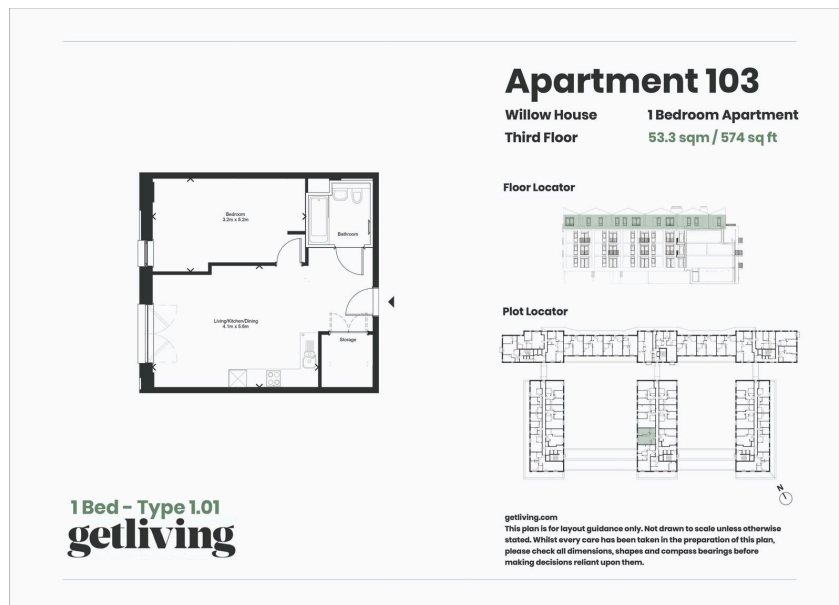 Apartment 103
Willow House
1 Bedroom Apartment
Third Floor
53.3 sqm / 574 sq ft
Floor Locator
Bedroom
3.2m x 5.2m
Bathroom
Living/Kitchen/Dining
4.1m x 5.6m
Storage
Plot Locator
N
1 Bed - Type 1.01
getliving
getliving.com
This plan is for layout guidance only. Not drawn to scale unless otherwise
stated. Whilst every care has been taken in the preparation of this plan,
please check all dimensions, shapes and compass bearings before
making decisions reliant upon them.